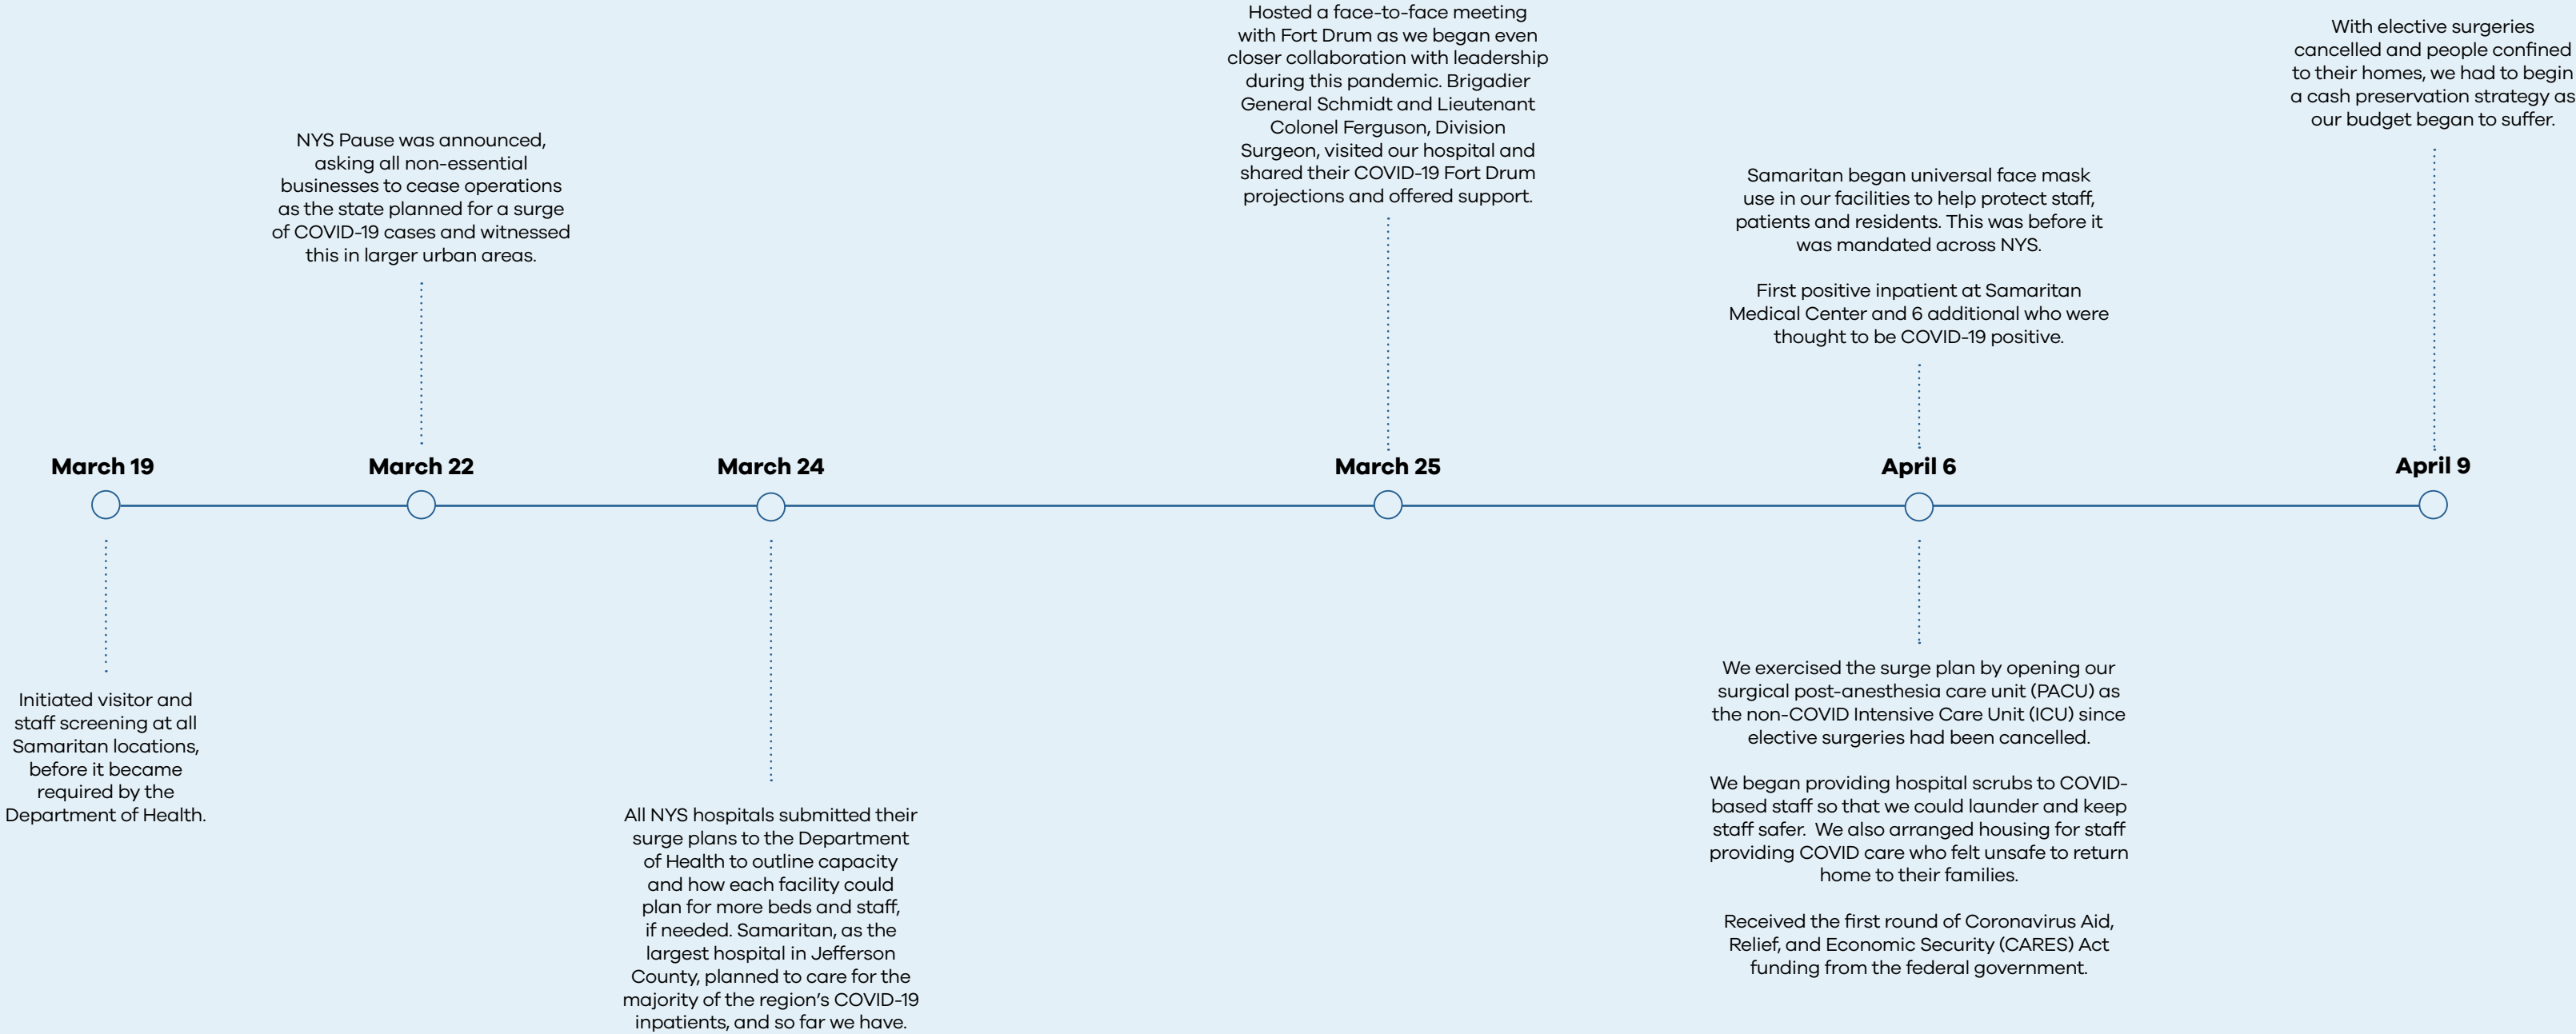 March 19
Initiated visitor and
staff screening at all
Samaritan locations,
before it became
required by the
Department of Health.
NYS Pause was announced,
asking all non-essential
businesses to cease operations
as the state planned for a surge
of COVID-19 cases and witnessed
this in larger urban areas.
March 22
March 24
All NYS hospitals submitted their
surge plans to the Department
of Health to outline capacity
and how each facility could
plan for more beds and staff,
if needed. Samaritan, as the
largest hospital in Jefferson
County, planned to care for the
majority of the region’s COVID-19
inpatients, and so far we have.
Hosted a face-to-face meeting
with Fort Drum as we began even
closer collaboration with leadership
during this pandemic. Brigadier
General Schmidt and Lieutenant
Colonel Ferguson, Division
Surgeon, visited our hospital and
shared their COVID-19 Fort Drum
projections and offered support.
March 25
Samaritan began universal face mask
use in our facilities to help protect staff,
patients and residents. This was before it
was mandated across NYS.
First positive inpatient at Samaritan
Medical Center and 6 additional who were
thought to be COVID-19 positive.
April 6
We exercised the surge plan by opening our
surgical post-anesthesia care unit (PACU) as
the non-COVID Intensive Care Unit (ICU) since
elective surgeries had been cancelled.
We began providing hospital scrubs to COVID-
based staff so that we could launder and keep
staff safer.  We also arranged housing for staff
providing COVID care who felt unsafe to return
home to their families.
Received the first round of Coronavirus Aid,
Relief, and Economic Security (CARES) Act
funding from the federal government.
With elective surgeries
cancelled and people confined
to their homes, we had to begin
a cash preservation strategy as
our budget began to suffer.
April 9